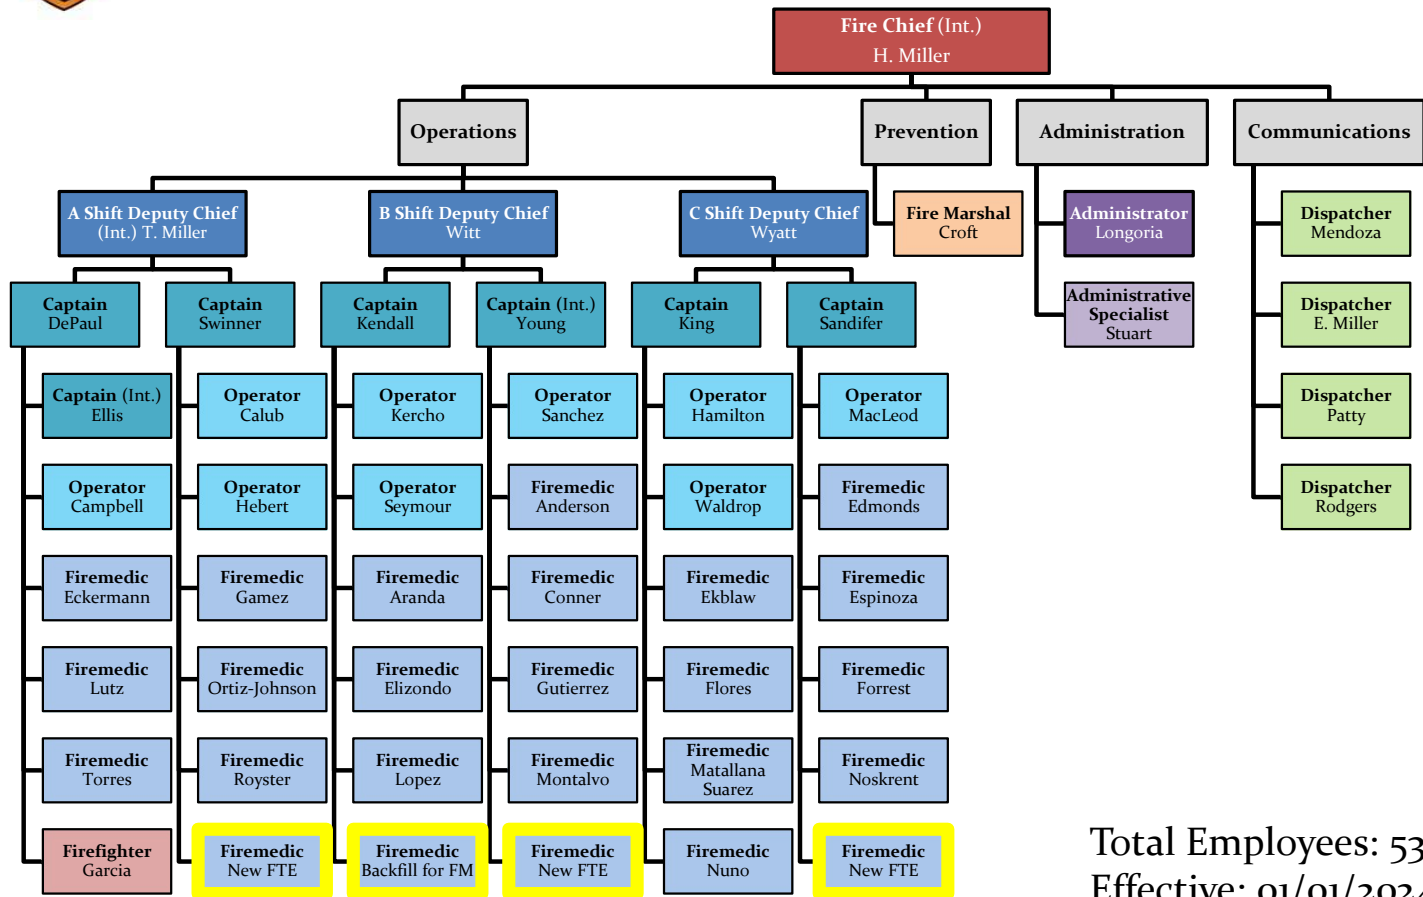 Fire Chief (Int.)
H. Miller
Operations
Prevention
Administration
Communications
A Shift Deputy Chief
(Int.) T. Miller
B Shift Deputy Chief
Witt
C Shift Deputy Chief
Wyatt
Fire Marshal
Croft
Administrator
Longoria
Dispatcher
Mendoza
Captain
DePaul
Captain
Swinner
Captain
Kendall
Captain (Int.)
Young
Captain
King
Captain
Sandifer
Administrative
Specialist
Stuart
Dispatcher
E. Miller
Captain (Int.)
Ellis
Operator
Calub
Operator
Kercho
Operator
Sanchez
Operator
Hamilton
Operator
MacLeod
Dispatcher
Patty
Operator
Campbell
Operator
Hebert
Operator
Seymour
Firemedic
Anderson
Operator
Waldrop
Firemedic
Edmonds
Dispatcher
Rodgers
Firemedic
Eckermann
Firemedic
Gamez
Firemedic
Aranda
Firemedic
Conner
Firemedic
Ekblaw
Firemedic
Espinoza
Firemedic
Lutz
Firemedic
Ortiz-Johnson
Firemedic
Elizondo
Firemedic
Gutierrez
Firemedic
Flores
Firemedic
Forrest
Firemedic
Torres
Firemedic
Royster
Firemedic
Lopez
Firemedic
Montalvo
Firemedic
Matallana
Suarez
Firemedic
Noskrent
Firefighter
Garcia
Firemedic
New FTE
Firemedic
Backfill for FM
Firemedic
New FTE
Firemedic
Nuno
Firemedic
New FTE
Total Employees: 53
Effective: 01/01/2024